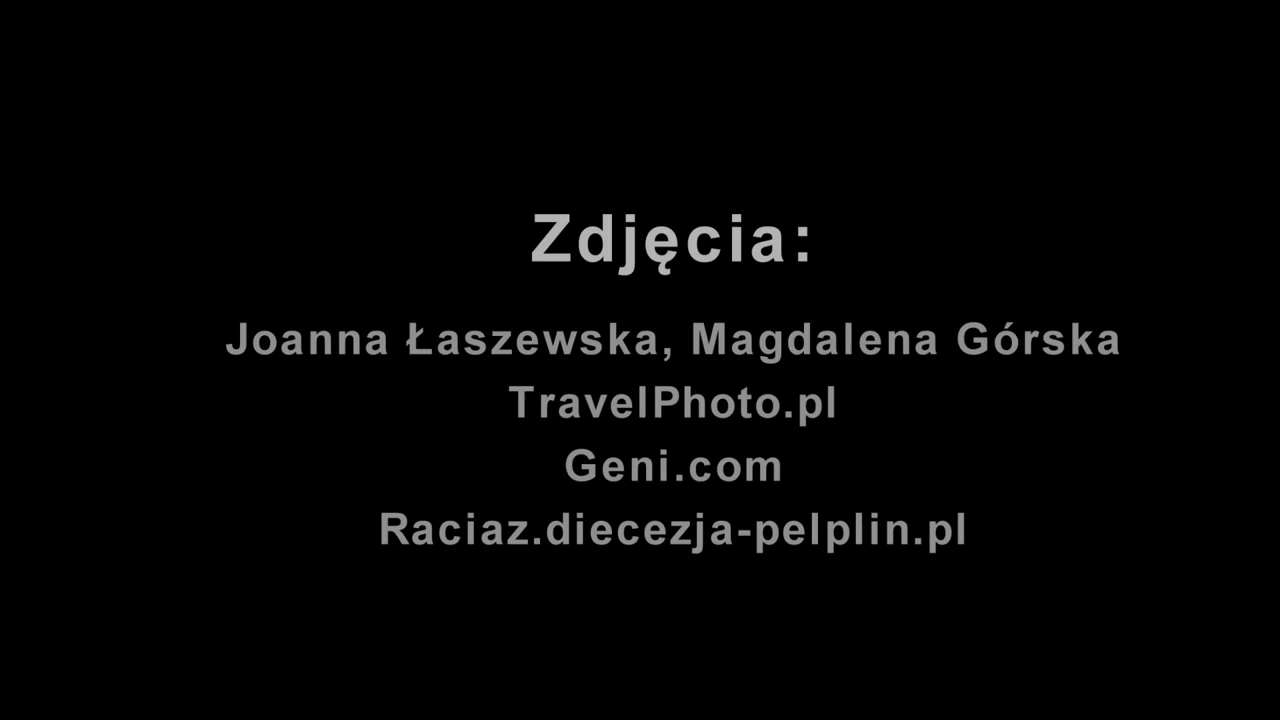 Zdjęcia:
Joanna Łaszewska, Magdalena Górska
TravelPhoto.pl
Geni.com
Raciaz.diecezja-pelplin.pl